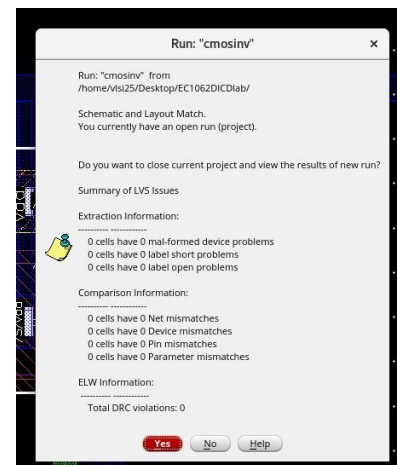 Run: "cmosinv"
Run: "cmosinv" from
/home/vlsi25/Desktop/EC1062DICDlab/
Schematic and Layout Match.
You currently have an open run (project).
Do you want to close current project and view the results of new run?
Summary of LVS Issues
Extraction Information:
---------- ------------
0 cells have 0 mal-formed device problems
0 cells have 0 label short problems
0 cells have 0 label open problems
Comparison Information:
---------- ------------
0 cells have 0 Net mismatches
0 cells have 0 Device mismatches
0 cells have 0 Pin mismatches
0 cells have 0 Parameter mismatches
ELW Information:
---------- ------------
Total DRC violations: 0
Yes No Help